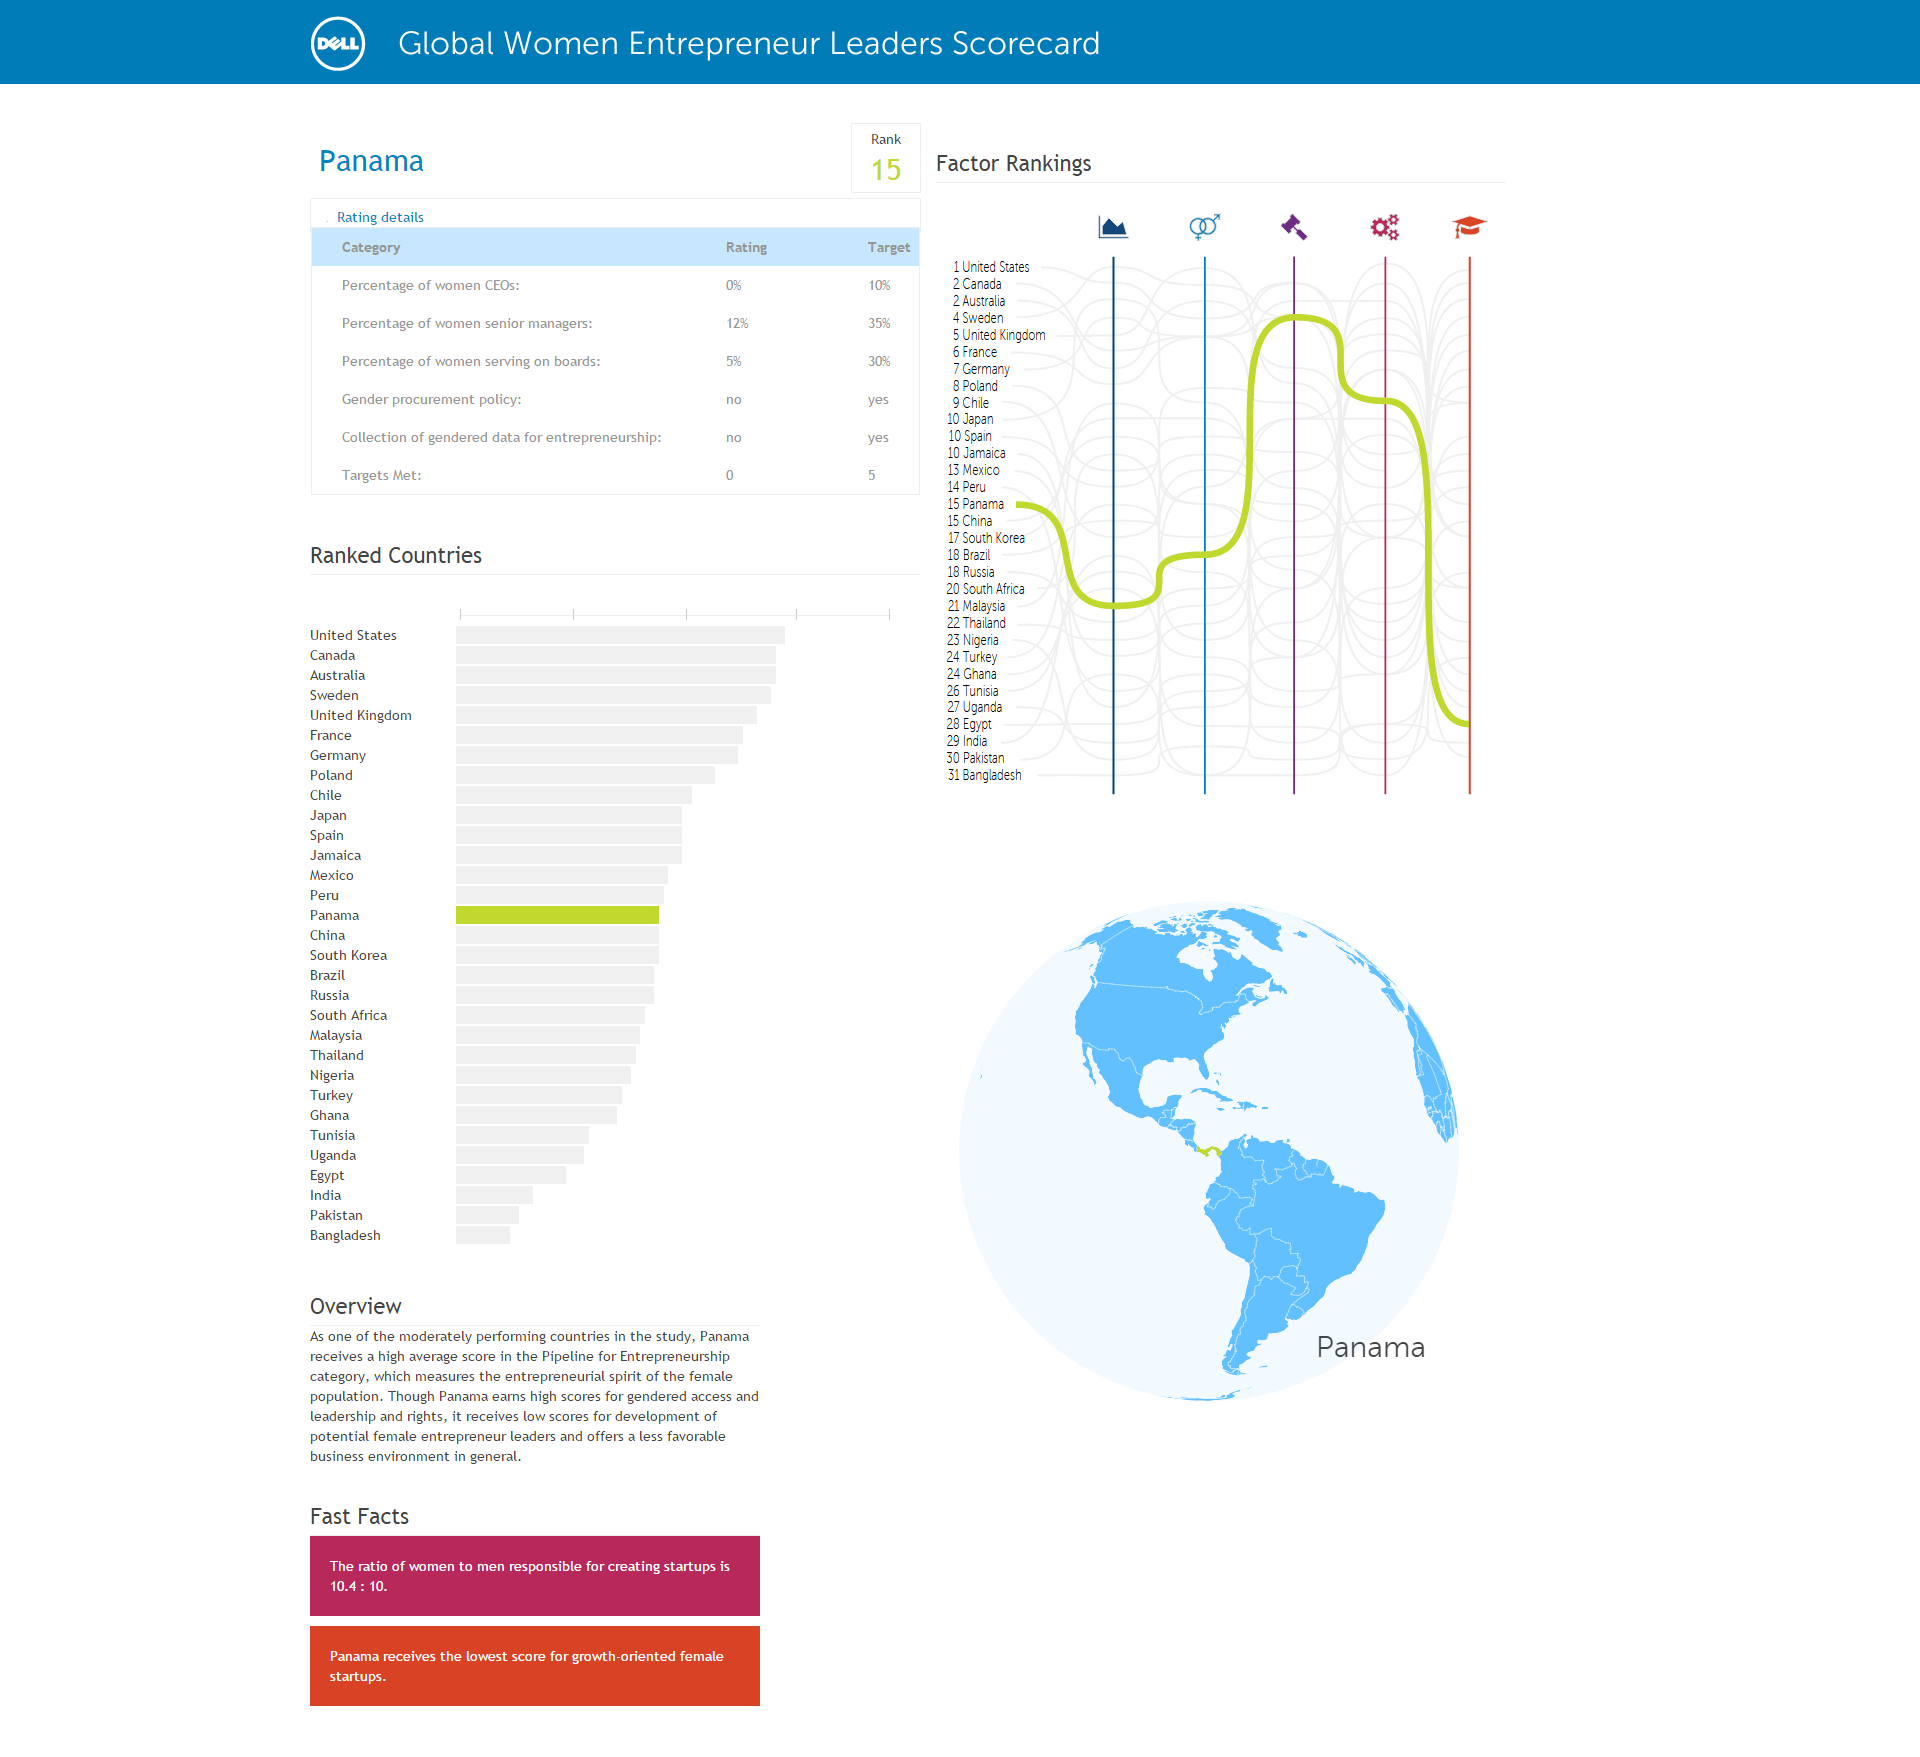 DELL
Global Women Entrepreneur Leaders Scorecard
Panama
Rank
15
Rating details
Category Rating Target
Percentage of women CEOs: 0% 10%
Percentage of women senior managers: 12% 35%
Percentage of women serving on boards: 5% 30%
Gender procurement policy: no yes
Collection of gendered data for entrepreneurship: no yes
Targets Met: 0 5
Ranked Countries
United States
Canada
Australia
Sweden
United Kingdom
France
Germany
Poland
Chile
Japan
Spain
Jamaica
Mexico
Peru
Panama
China
South Korea
Brazil
Russia
South Africa
Malaysia
Thailand
Nigeria
Turkey
Ghana
Tunisia
Uganda
Egypt
India
Pakistan
Bangladesh
Overview
As one of the moderately performing countries in the study, Panama
receives a high average score in the Pipeline for Entrepreneurship
category, which measures the entrepreneurial spirit of the female
population. Though Panama earns high scores for gendered access and
leadership and rights, it receives low scores for development of
potential female entrepreneur leaders and offers a less favorable
business environment in general.
Fast Facts
The ratio of women to men responsible for creating startups is
10.4 : 10.
Panama receives the lowest score for growth-oriented female
startups.
Factor Rankings
1 United States
2 Canada
2 Australia
4 Sweden
5 United Kingdom
6 France
7 Germany
8 Poland
9 Chile
10 Japan
10 Spain
10 Jamaica
13 Mexico
14 Peru
15 Panama
15 China
17 South Korea
18 Brazil
18 Russia
20 South Africa
21 Malaysia
22 Thailand
23 Nigeria
24 Turkey
24 Ghana
26 Tunisia
27 Uganda
28 Egypt
29 India
30 Pakistan
31 Bangladesh
Panama